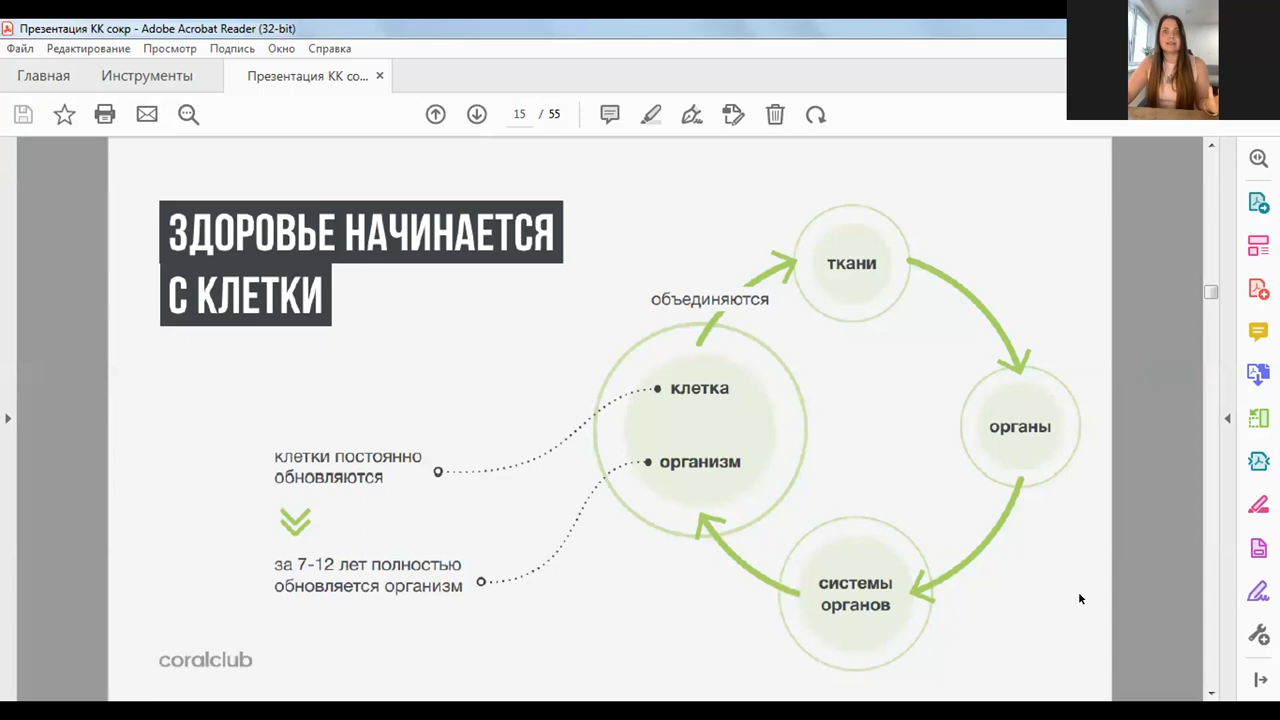 Презентация КК сокр - Adobe Acrobat Reader (32-bit)
Файл Редактирование Просмотр Подпись Окно Справка
Главная Инструменты Презентация КК со... ×
15 / 55
ЗДОРОВЬЕ НАЧИНАЕТСЯ
С КЛЕТКИ
ткани
объединяются
клетка
органы
клетки постоянно
обновляются
организм
за 7-12 лет полностью
обновляется организм
системы
органов
coralclub